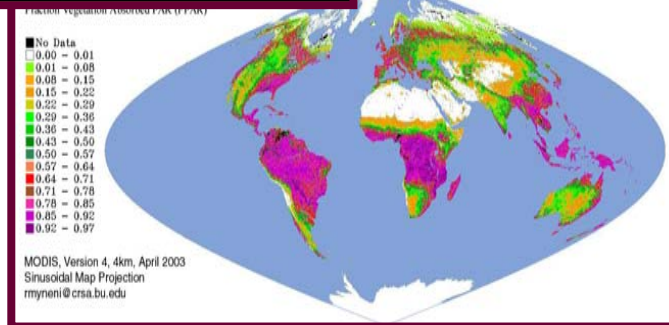 Fraction Vegetation Absorbed PAR (FPAR)
No Data
0.00 - 0.01
0.01 - 0.08
0.08 - 0.15
0.15 - 0.22
0.22 - 0.29
0.29 - 0.36
0.36 - 0.43
0.43 - 0.50
0.50 - 0.57
0.57 - 0.64
0.64 - 0.71
0.71 - 0.78
0.78 - 0.85
0.85 - 0.92
0.92 - 0.97
MODIS, Version 4, 4km, April 2003
Sinusoidal Map Projection
rmyneni@crsa.bu.edu